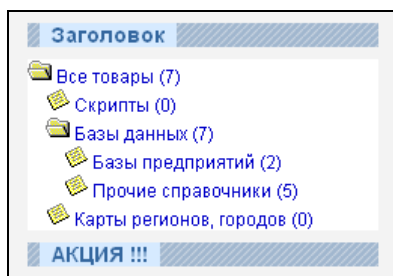 Заголовок
Все товары (7)
Скрипты (0)
Базы данных (7)
Базы предприятий (2)
Прочие справочники (5)
Карты регионов, городов (0)
АКЦИЯ !!!